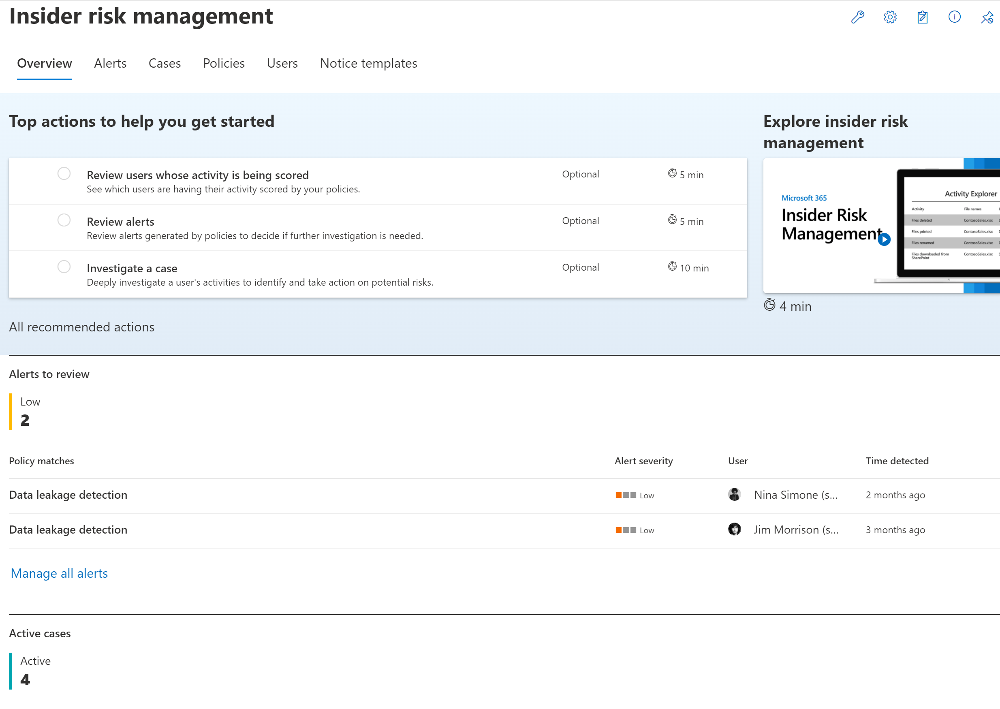 Insider risk management
Overview Alerts Cases Policies Users Notice templates
Top actions to help you get started
Review users whose activity is being scored Optional 5 min
See which users are having their activity scored by your policies.
Review alerts Optional 5 min
Review alerts generated by policies to decide if further investigation is needed.
Investigate a case Optional 10 min
Deeply investigate a user's activities to identify and take action on potential risks.
All recommended actions
Explore insider risk
management
Microsoft 365
Insider Risk
Management
Activity Explorer
Activity File names
Files deleted ContosoSales.xlsx
Files printed ContosoSales.xlsx
Files renamed ContosoSales.xlsx
Files downloaded from ContosoSales.xlsx
SharePoint
4 min
Alerts to review
Low
2
Policy matches Alert severity User Time detected
Data leakage detection Low Nina Simone (s... 2 months ago
Data leakage detection Low Jim Morrison (s... 3 months ago
Manage all alerts
Active cases
Active
4